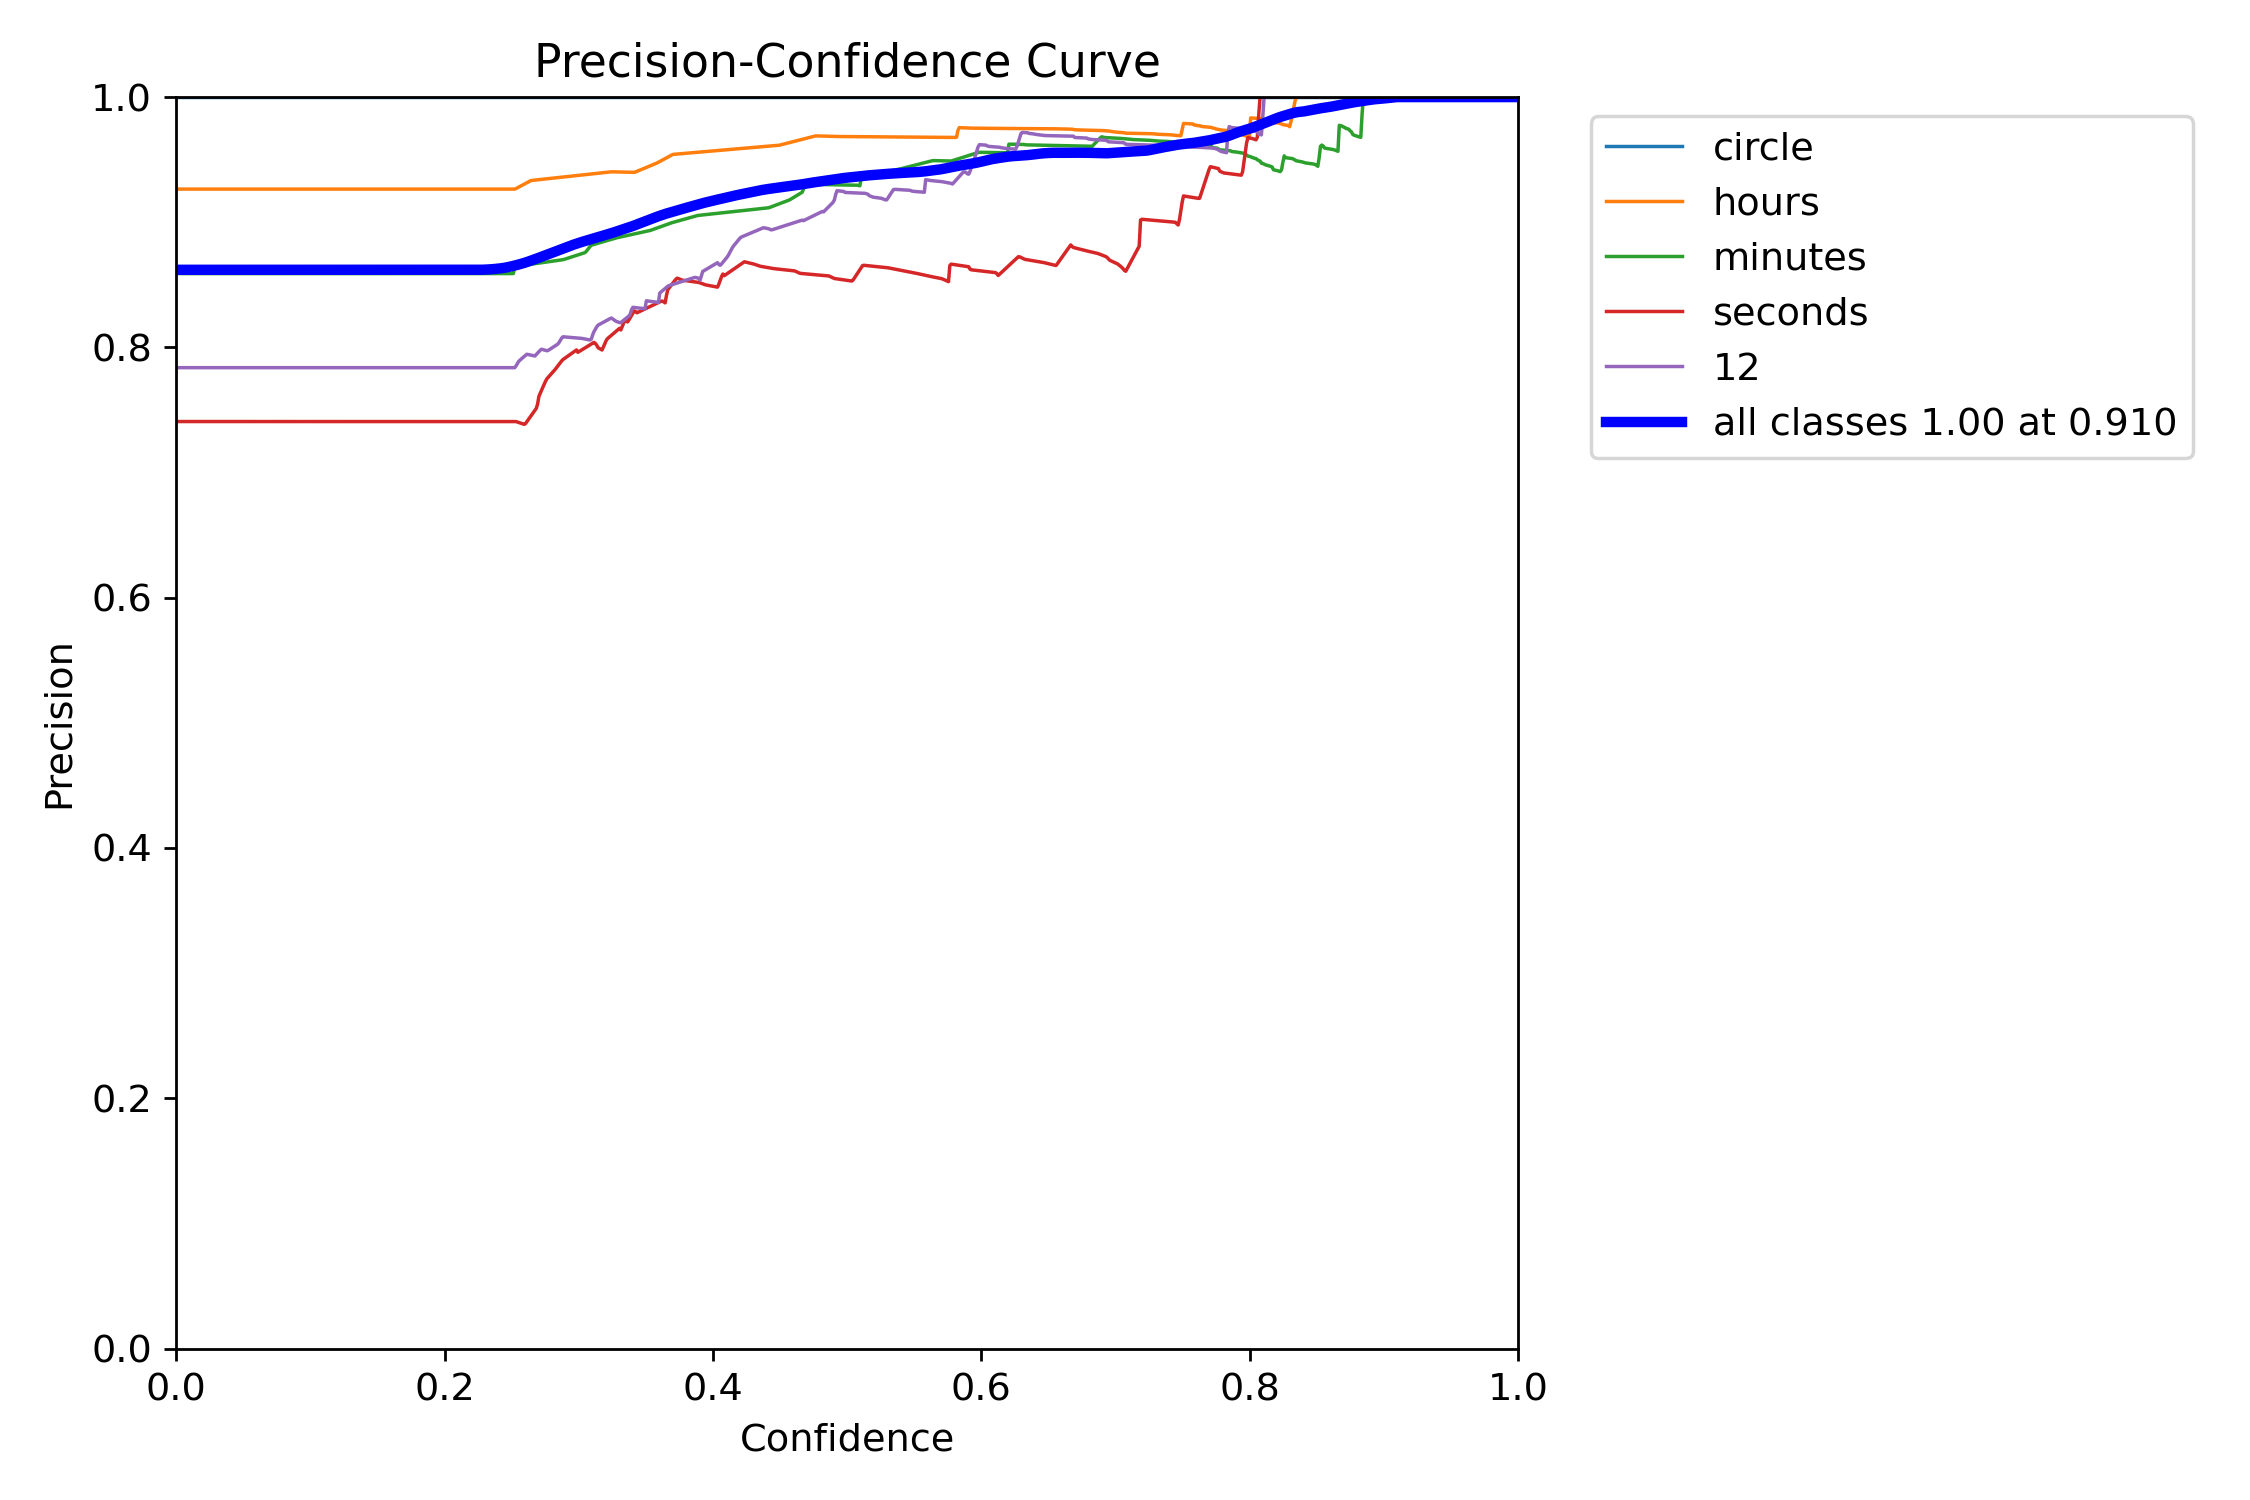 Precision-Confidence Curve
1.0
0.8
0.6
0.4
0.2
0.0
Precision
0.0 0.2 0.4 0.6 0.8 1.0
Confidence
circle
hours
minutes
seconds
12
all classes 1.00 at 0.910